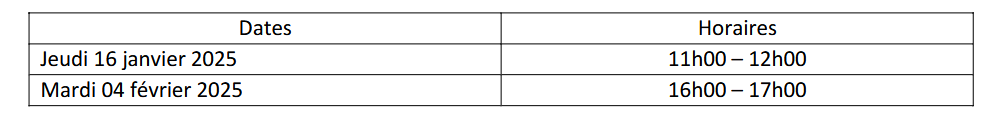 Dates Horaires
Jeudi 16 janvier 2025 11h00 – 12h00
Mardi 04 février 2025 16h00 – 17h00